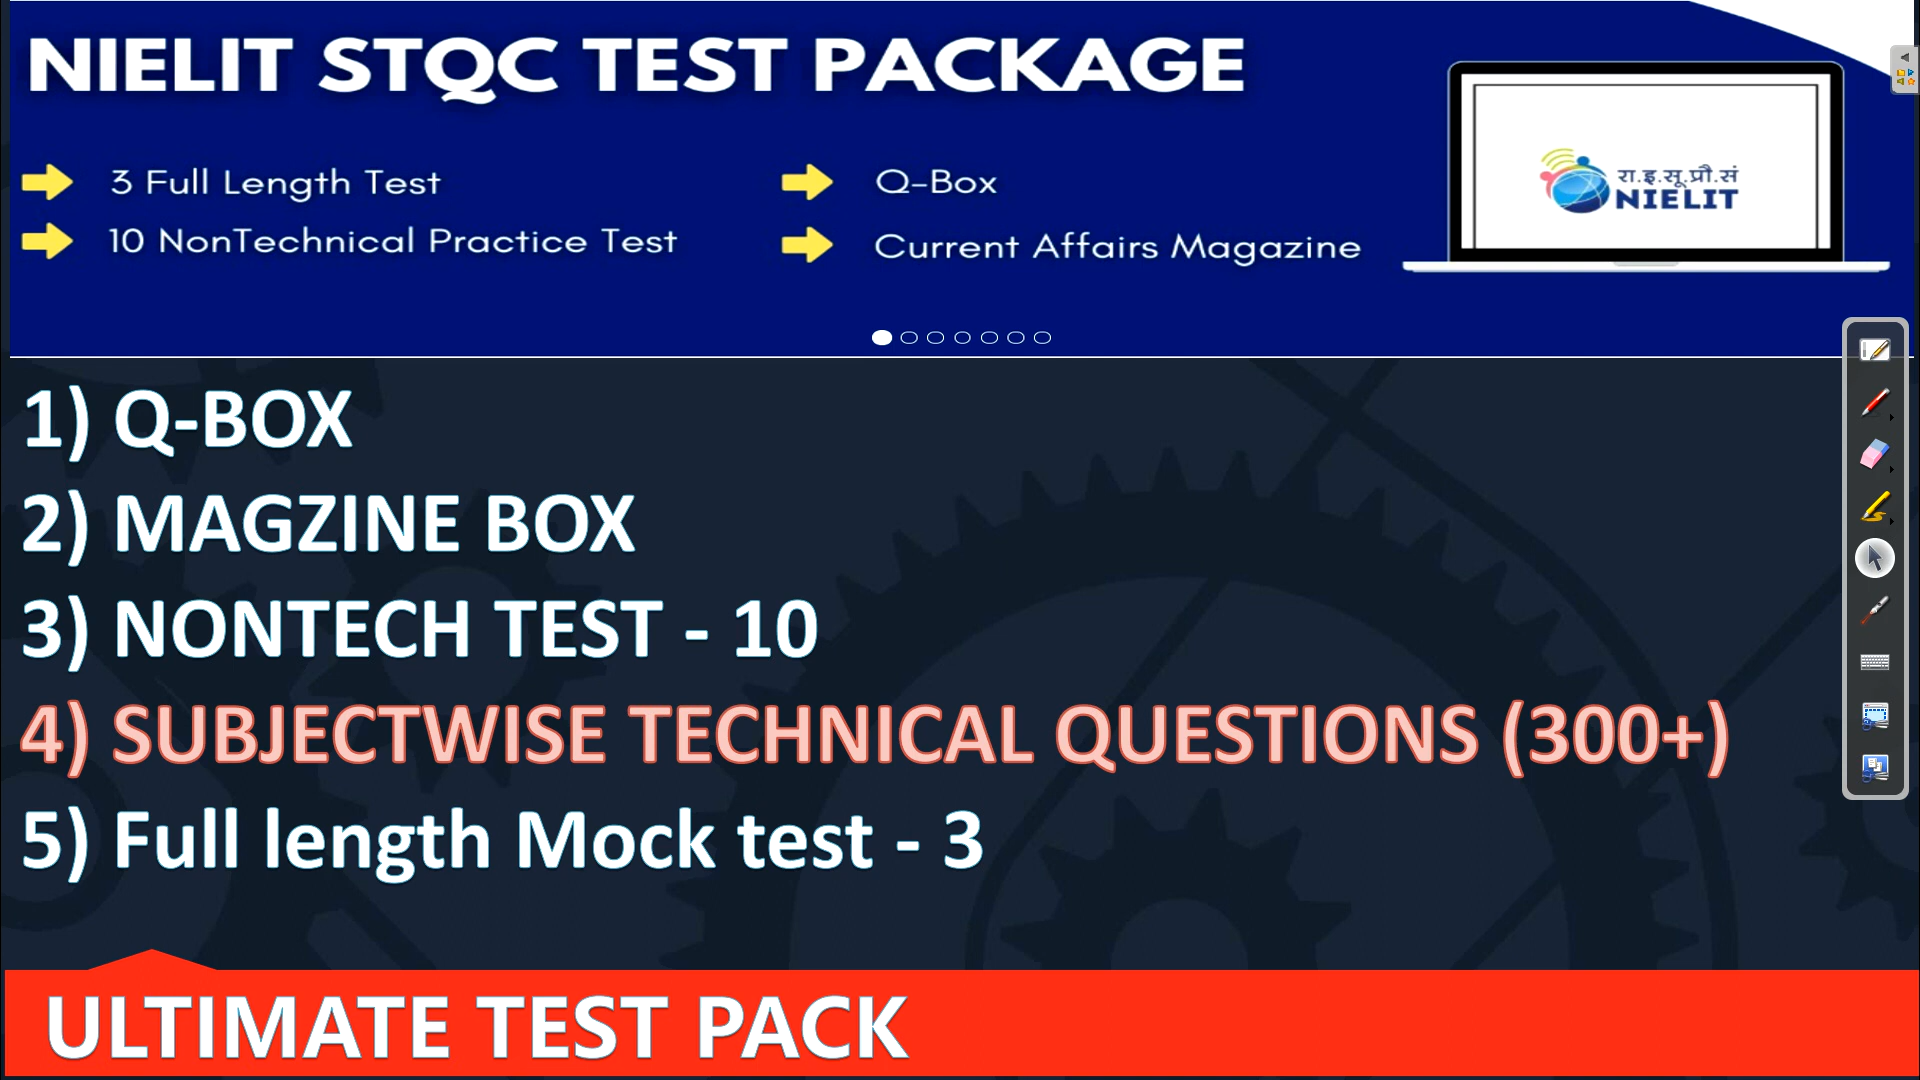 NIELIT STQC TEST PACKAGE
3 Full Length Test
Q-Box
10 NonTechnical Practice Test
Current Affairs Magazine
रा.इ.सू.प्रौ.सं
NIELIT
1) Q-BOX
2) MAGZINE BOX
3) NONTECH TEST - 10
4) SUBJECTWISE TECHNICAL QUESTIONS (300+)
5) Full length Mock test - 3
ULTIMATE TEST PACK